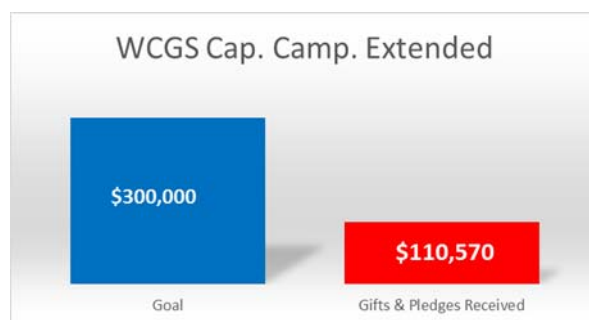 WCGS Cap. Camp. Extended
$300,000
$110,570
Goal
Gifts & Pledges Received